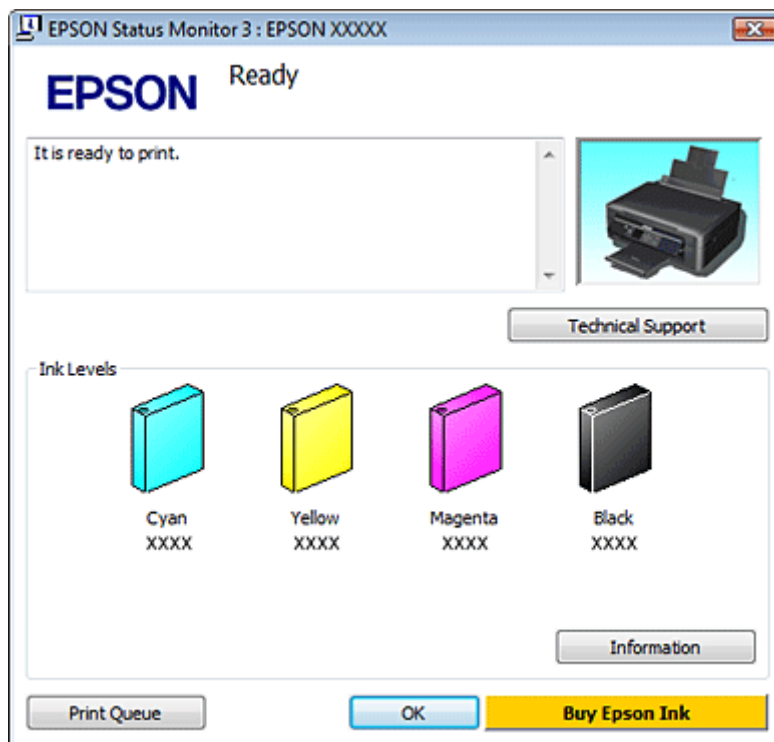 EPSON Status Monitor 3 : EPSON XXXXX
EPSON
Ready
It is ready to print.
Technical Support
Ink Levels
Cyan
Yellow
Magenta
Black
XXXX
XXXX
XXXX
XXXX
Information
Print Queue
OK
Buy Epson Ink